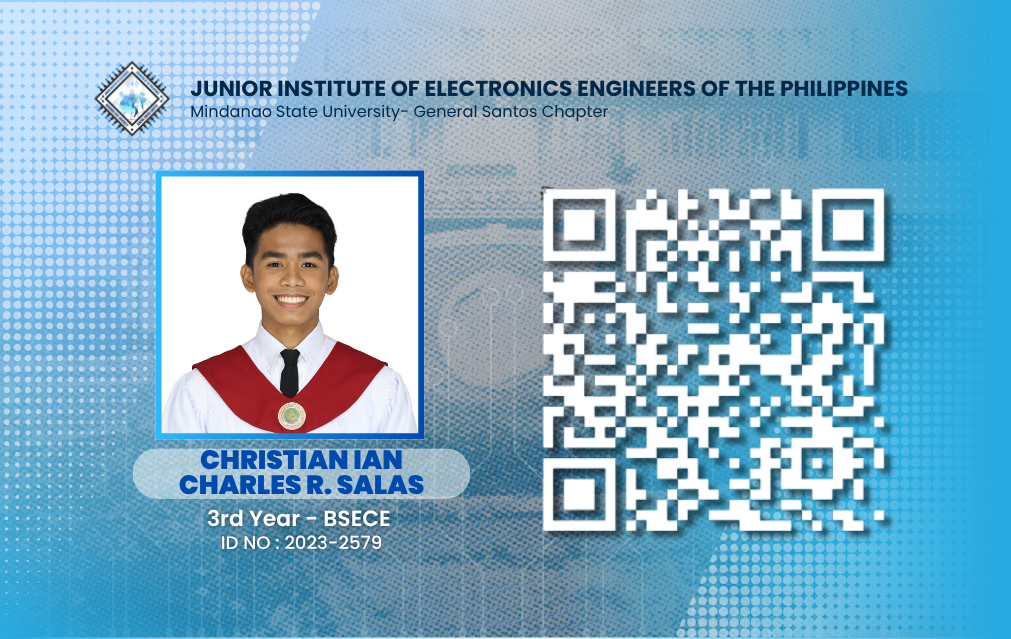 JUNIOR INSTITUTE OF ELECTRONICS ENGINEERS OF THE PHILIPPINES
Mindanao State University- General Santos Chapter
CHRISTIAN IAN
CHARLES R. SALAS
3rd Year - BSECE
ID NO : 2023-2579